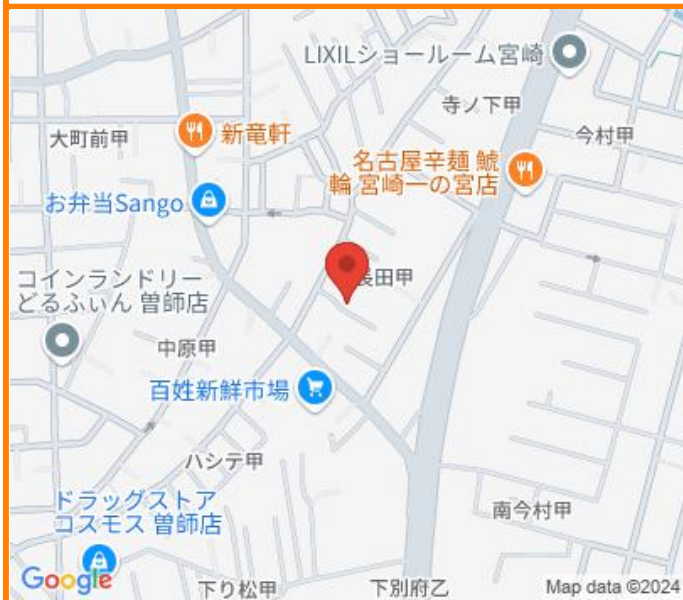 LIXILショールーム宮崎
寺ノ下甲
大町前甲
新竜軒
今村甲
名古屋辛麺 鯱
輪 宮崎一の宮店
お弁当Sango
長田甲
コインランドリー
どるふぃん 曽師店
中原甲
百姓新鮮市場
ハシテ甲
ドラッグストア
コスモス 曽師店
南今村甲
Google
下り松甲
下別府乙
Map data ©2024